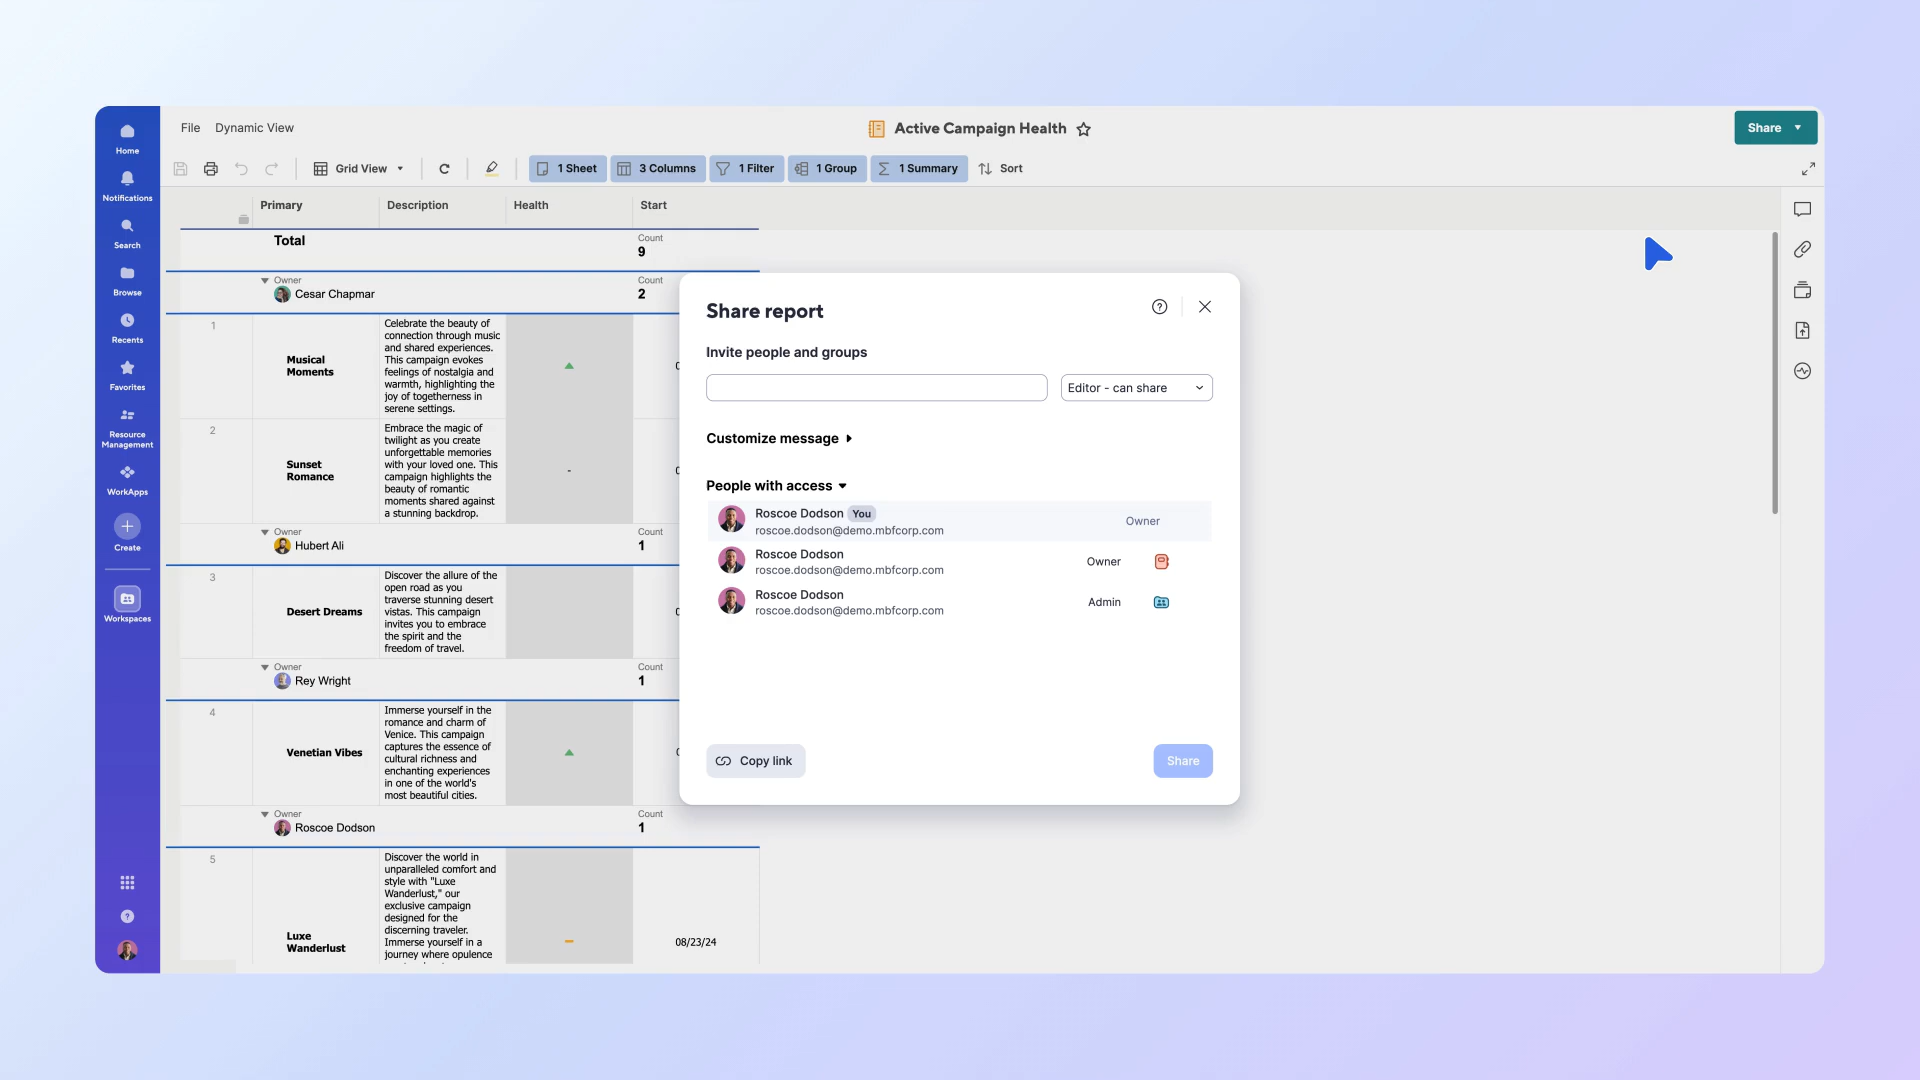 File
Dynamic View
Active Campaign Health
Share
Grid View
1 Sheet
3 Columns
1 Filter
1 Group
1 Summary
Sort
Home
Notifications
Search
Browse
Recents
Favorites
Resource
Management
WorkApps
Create
Workspaces
Primary
Description
Health
Start
Total
Count
9
Owner
Cesar Chapmar
Count
2
1
Musical
Moments
Celebrate the beauty of
connection through music
and shared experiences.
This campaign evokes
feelings of nostalgia and
warmth, highlighting the
joy of togetherness in
serene settings.
2
Sunset
Romance
Embrace the magic of
twilight as you create
unforgettable memories
with your loved one. This
campaign highlights the
beauty of romantic
moments shared against
a stunning backdrop.
-
Owner
Hubert Ali
Count
1
3
Desert Dreams
Discover the allure of the
open road as you
traverse stunning desert
vistas. This campaign
invites you to embrace
the spirit and the
freedom of travel.
Owner
Rey Wright
Count
1
4
Venetian Vibes
Immerse yourself in the
romance and charm of
Venice. This campaign
captures the essence of
cultural richness and
enchanting experiences
in one of the world's
most beautiful cities.
Owner
Roscoe Dodson
Count
1
5
Luxe
Wanderlust
Discover the world in
unparalleled comfort and
style with "Luxe
Wanderlust," our
exclusive campaign
designed for the
discerning traveler.
Immerse yourself in a
journey where opulence
08/23/24
Share report
Invite people and groups
Editor - can share
Customize message
People with access
Roscoe Dodson You
roscoe.dodson@demo.mbfcorp.com
Owner
Roscoe Dodson
roscoe.dodson@demo.mbfcorp.com
Owner
Roscoe Dodson
roscoe.dodson@demo.mbfcorp.com
Admin
Copy link
Share